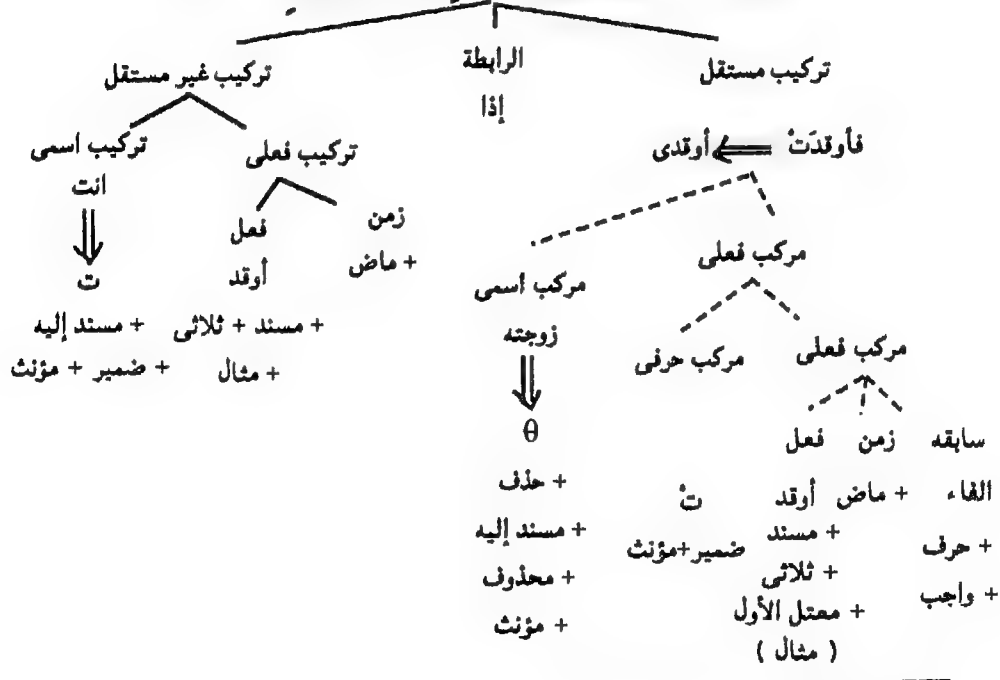 تركيب مستقل
الرابطة
تركيب غير مستقل
إذا
فأوقدَتْ
أوقدى
تركيب فعلى
تركيب اسمى
انت
زمن
فعل
+ ماض
أوقد
ت
+ مسند + ثلاثى
+ مسند إليه
+ مثال
+ ضمير + مؤنث
مركب فعلى
مركب اسمى
زوجته
مركب فعلى
مركب حرفى
θ
سابقه
زمن
فعل
+ حذف
الفاء
+ ماض
أوقد
تْ
+ مسند إليه
+ حرف
+ مسند
ضمير+مؤنث
+ محذوف
+ واجب
+ ثلاثى
+ مؤنث
+ معتل الأول
( مثال )